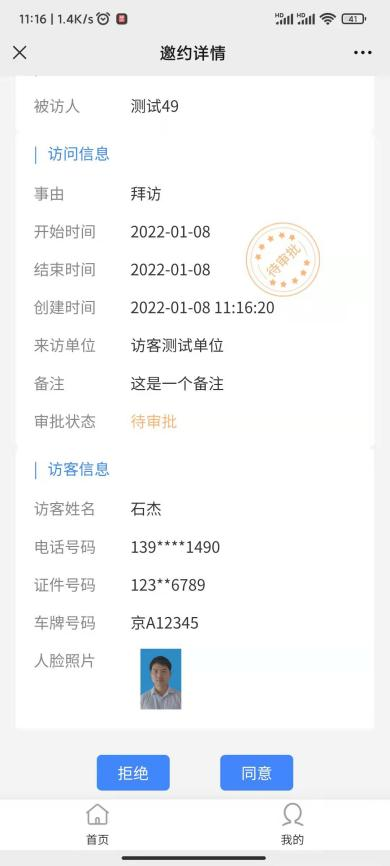 11:16 | 1.4K/s
HD HD 41
邀约详情
被访人 测试49
访问信息
事由 拜访
开始时间 2022-01-08
结束时间 2022-01-08
待审批
创建时间 2022-01-08 11:16:20
来访单位 访客测试单位
备注 这是一个备注
审批状态 待审批
访客信息
访客姓名 石杰
电话号码 139****1490
证件号码 123**6789
车牌号码 京A12345
人脸照片
拒绝 同意
首页 我的